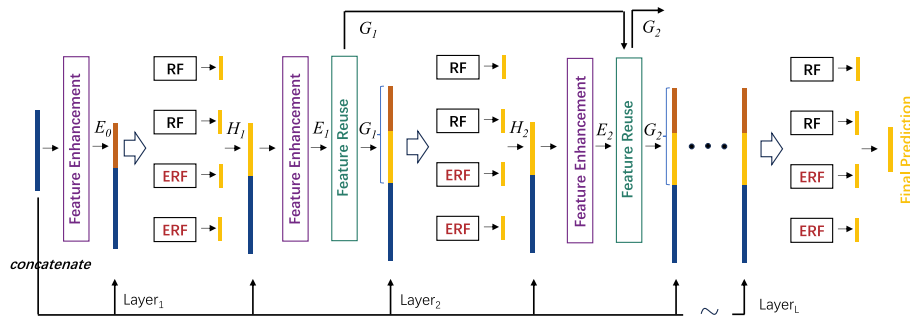 G1
G2
RF
RF
ERF
ERF
Feature Enhancement
E0
H1
Feature Enhancement
E1
Feature Reuse
G1
RF
RF
ERF
ERF
H2
Feature Enhancement
E2
Feature Reuse
G2
RF
RF
ERF
ERF
Final Prediction
concatenate
Layer1
Layer2
~
LayerL